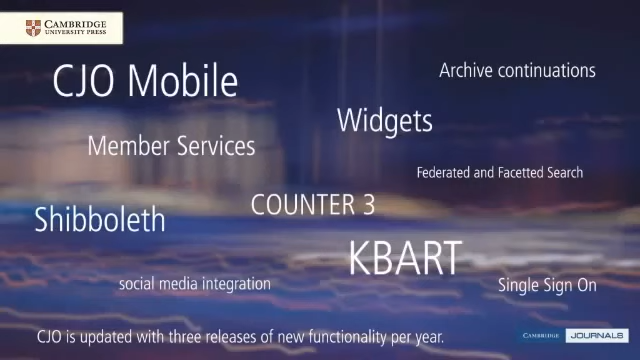 CAMBRIDGE
UNIVERSITY PRESS
CJO Mobile
Archive continuations
Widgets
Member Services
Federated and Facetted Search
COUNTER 3
Shibboleth
KBART
social media integration
Single Sign On
CJO is updated with three releases of new functionality per year.
CAMBRIDGE JOURNALS